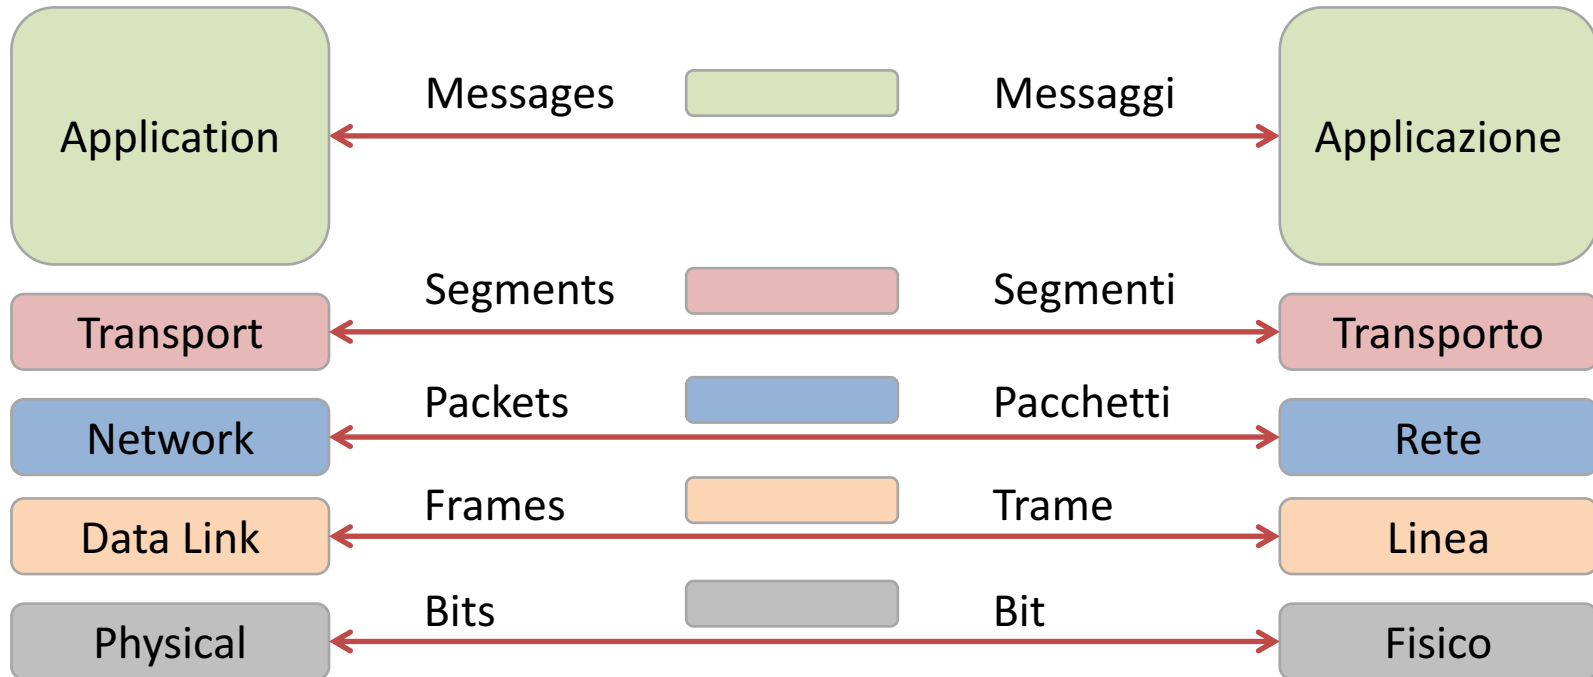 Messages Messaggi
Application Applicazione
Segments Segmenti
Transport Transporto
Packets Pacchetti
Network Rete
Frames Trame
Data Link Linea
Bits Bit
Physical Fisico